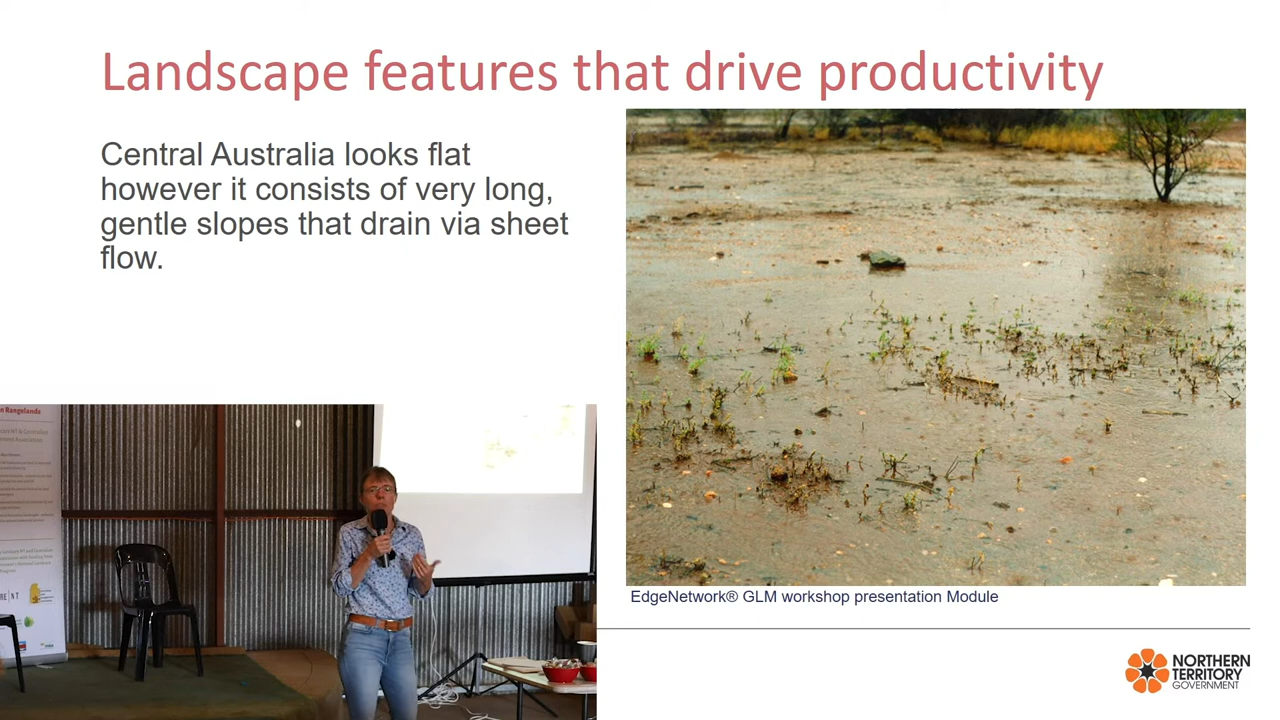 Landscape features that drive productivity
Central Australia looks flat
however it consists of very long,
gentle slopes that drain via sheet
flow.
EdgeNetwork® GLM workshop presentation Module
n Rangelands
NORTHERN
TERRITORY
GOVERNMENT